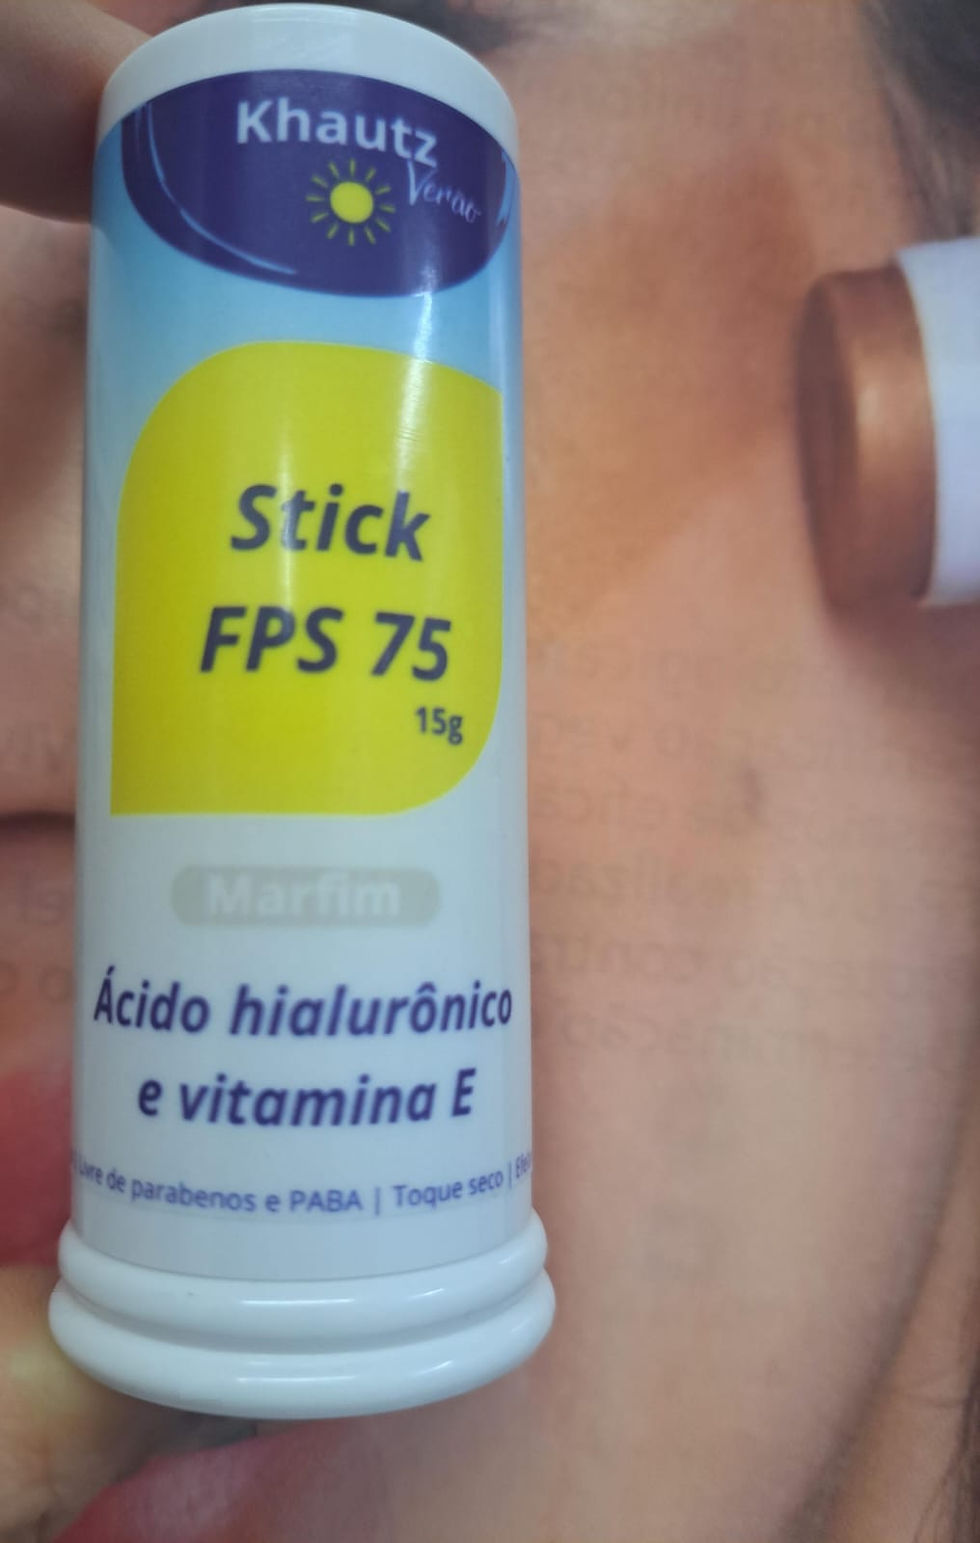 Khautz
Verão
Stick
FPS 75
15g
Marfim
Ácido hialurônico
e vitamina E
Livre de parabenos e PABA | Toque seco |